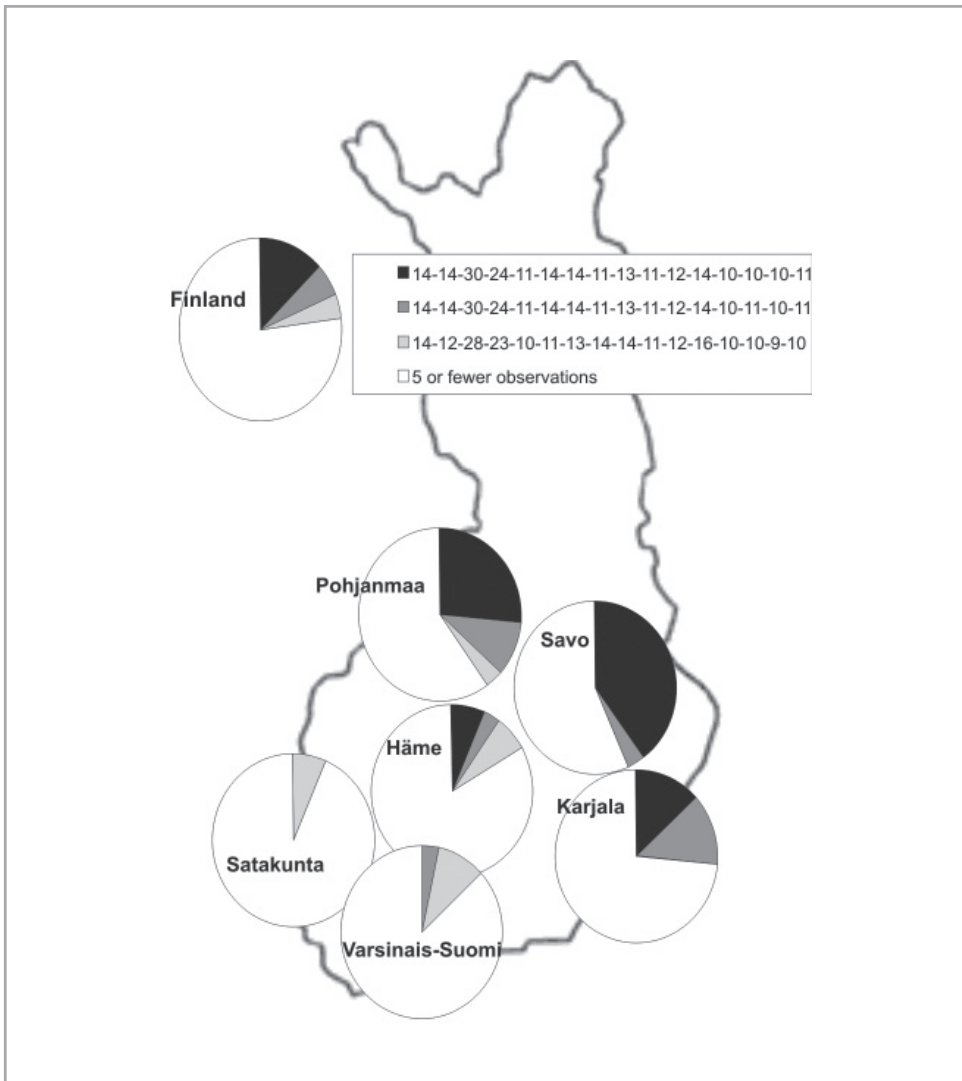 Finland
14-14-30-24-11-14-14-11-13-11-12-14-10-10-10-11
14-14-30-24-11-14-14-11-13-11-12-14-10-11-10-11
14-12-28-23-10-11-13-14-14-11-12-16-10-10-9-10
5 or fewer observations
Pohjanmaa
Savo
Häme
Karjala
Satakunta
Varsinais-Suomi